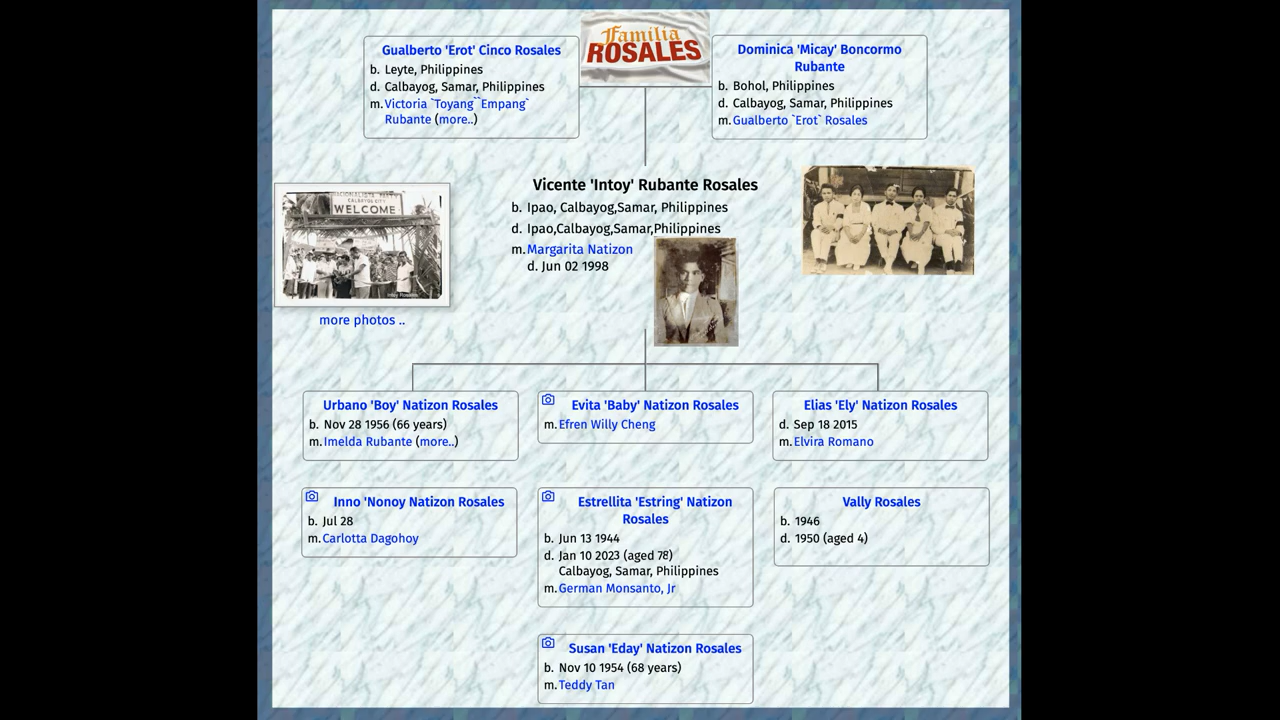 Familia
ROSALES
Gualberto 'Erot' Cinco Rosales
b. Leyte, Philippines
d. Calbayog, Samar, Philippines
m. Victoria `Toyang``Empang`
Rubante (more..)
Dominica 'Micay' Boncormo
Rubante
b. Bohol, Philippines
d. Calbayog, Samar, Philippines
m. Gualberto `Erot` Rosales
CALBAYOG CITY
WELCOME
Intoy Rosales
more photos ..
Vicente 'Intoy' Rubante Rosales
b. Ipao, Calbayog,Samar, Philippines
d. Ipao,Calbayog,Samar,Philippines
m. Margarita Natizon
d. Jun 02 1998
Urbano 'Boy' Natizon Rosales
b. Nov 28 1956 (66 years)
m. Imelda Rubante (more..)
Evita 'Baby' Natizon Rosales
m. Efren Willy Cheng
Elias 'Ely' Natizon Rosales
d. Sep 18 2015
m. Elvira Romano
Inno 'Nonoy Natizon Rosales
b. Jul 28
m. Carlotta Dagohoy
Estrellita 'Estring' Natizon
Rosales
b. Jun 13 1944
d. Jan 10 2023 (aged 78)
Calbayog, Samar, Philippines
m. German Monsanto, Jr
Vally Rosales
b. 1946
d. 1950 (aged 4)
Susan 'Eday' Natizon Rosales
b. Nov 10 1954 (68 years)
m. Teddy Tan